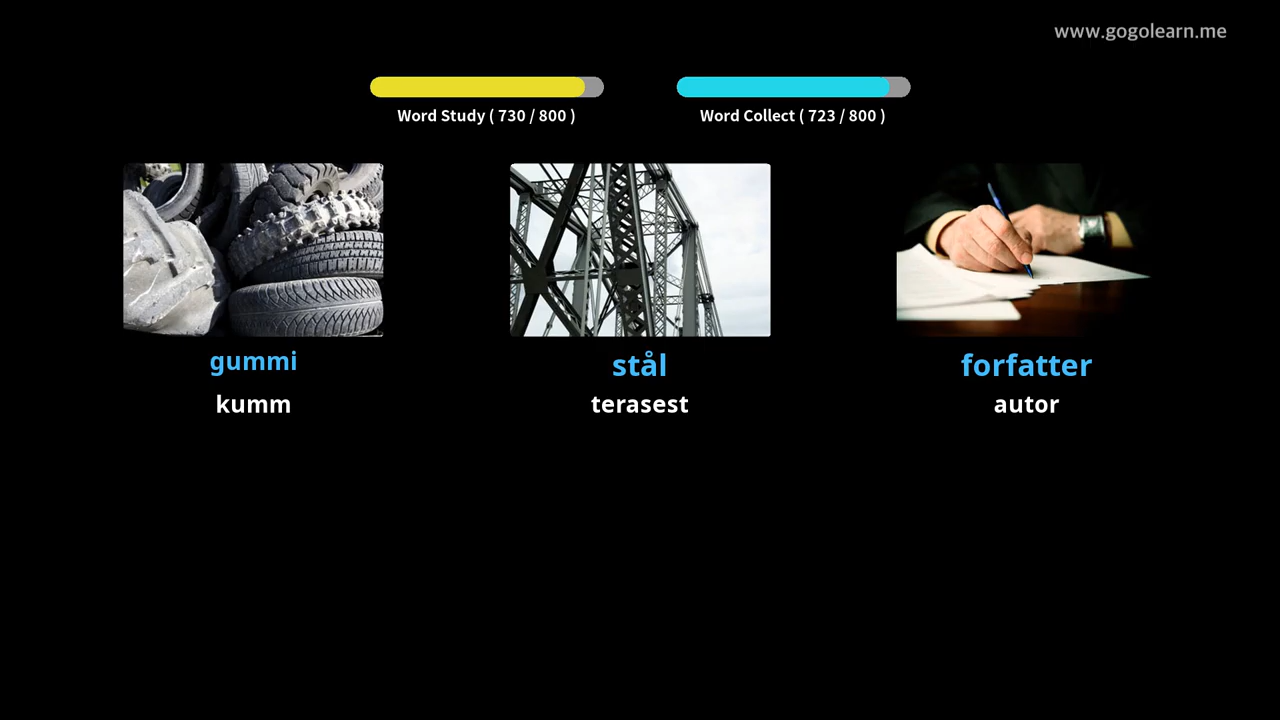 www.gogolearn.me
Word Study ( 730 / 800 )
Word Collect ( 723 / 800 )
gummi
stål
forfatter
kumm
terasest
autor